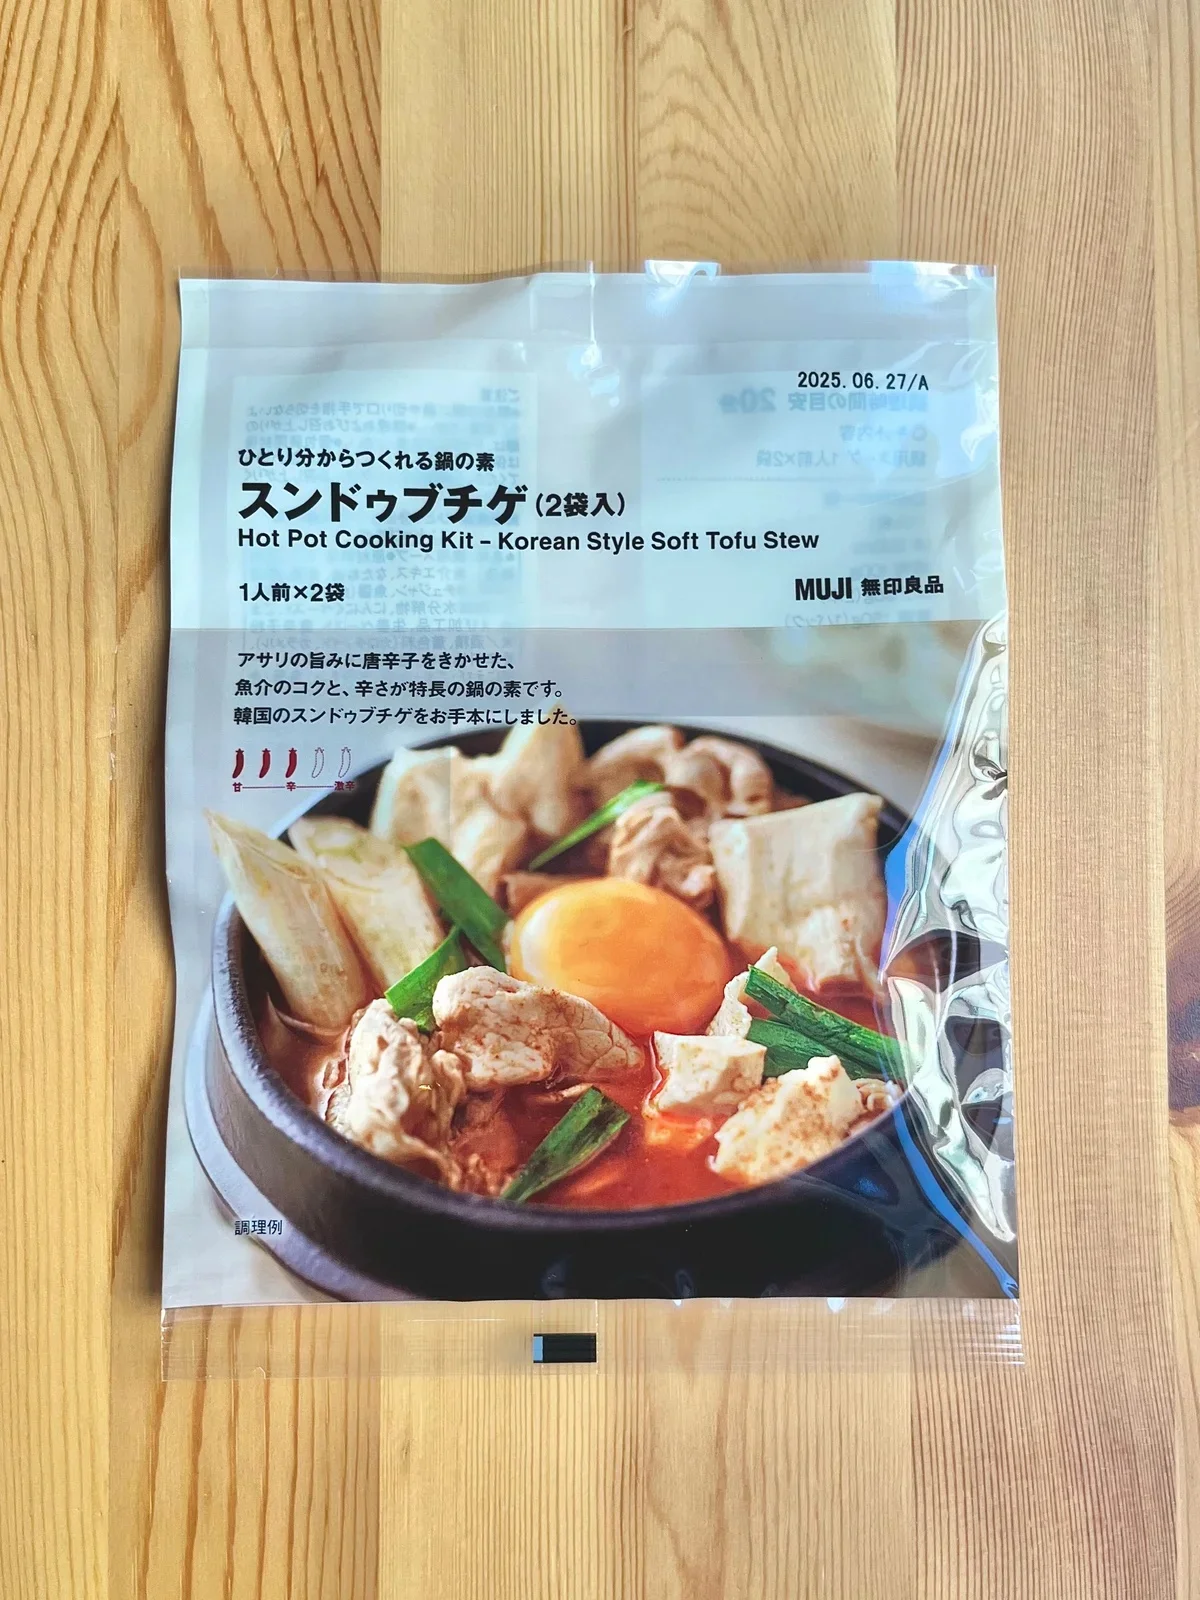 2025.06.27/A
ひとり分からつくれる鍋の素
スンドゥブチゲ(2袋入)
Hot Pot Cooking Kit – Korean Style Soft Tofu Stew
1人前×2袋
MUJI 無印良品
アサリの旨みに唐辛子をきかせた、
魚介のコクと、辛さが特長の鍋の素です。
韓国のスンドゥブチゲをお手本にしました。
甘 辛 激辛
調理例